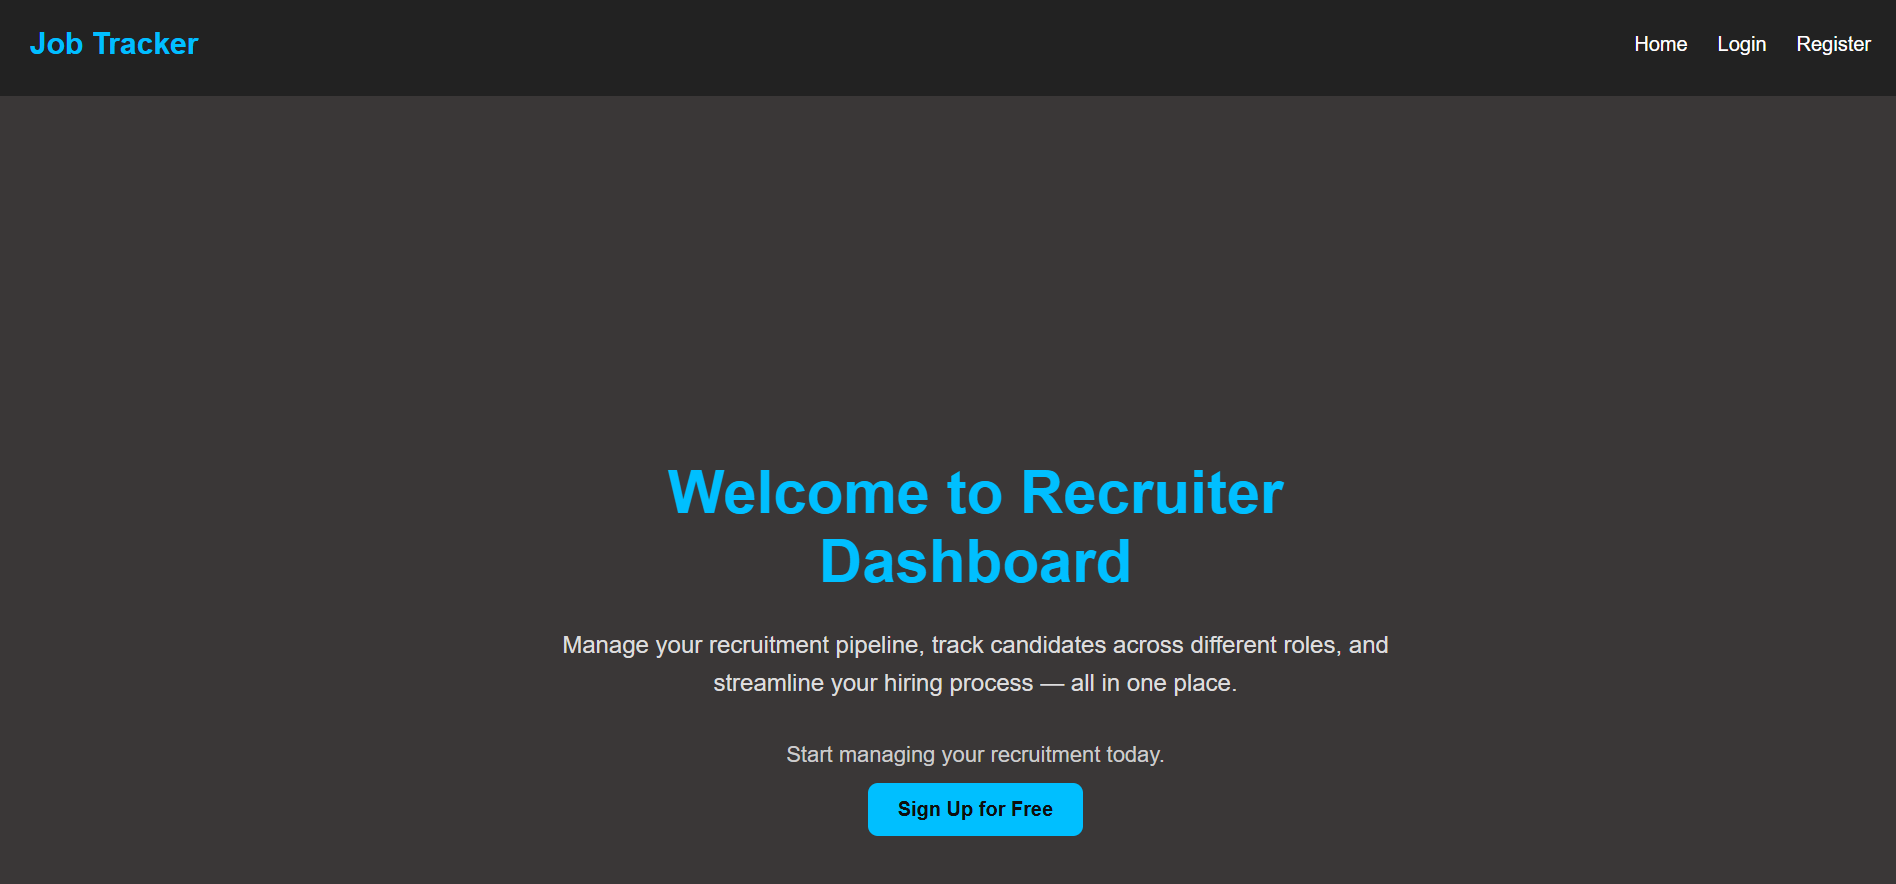 Job Tracker
Home Login Register
Welcome to Recruiter
Dashboard
Manage your recruitment pipeline, track candidates across different roles, and
streamline your hiring process — all in one place.
Start managing your recruitment today.
Sign Up for Free